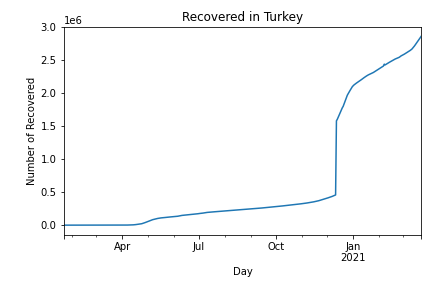 Recovered in Turkey
1e6
3.0
2.5
2.0
1.5
1.0
0.5
0.0
Number of Recovered
Apr
Jul
Oct
Jan
2021
Day